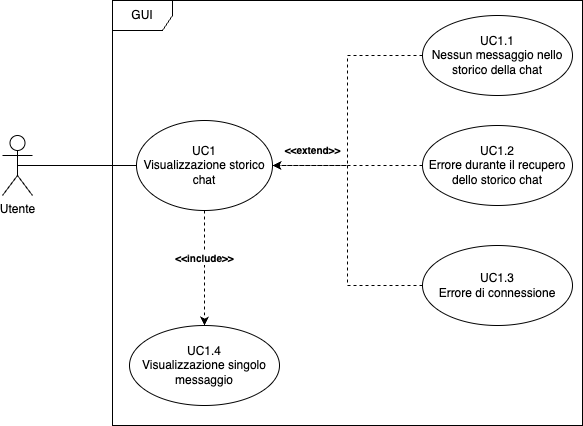 GUI
UC1.1
Nessun messaggio nello
storico della chat
UC1
Visualizzazione storico
chat
<<extend>>
UC1.2
Errore durante il recupero
dello storico chat
Utente
<<include>>
UC1.3
Errore di connessione
UC1.4
Visualizzazione singolo
messaggio